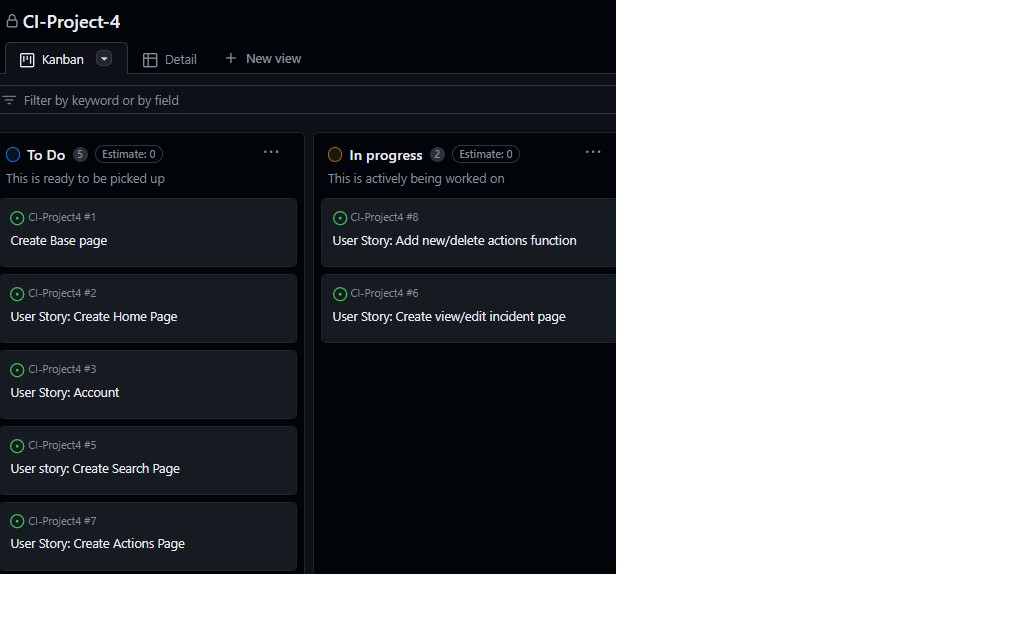 CI-Project-4
Kanban Detail + New view
Filter by keyword or by field
To Do 5 Estimate: 0 ...
This is ready to be picked up
CI-Project4 #1
Create Base page
CI-Project4 #2
User Story: Create Home Page
CI-Project4 #3
User Story: Account
CI-Project4 #5
User story: Create Search Page
CI-Project4 #7
User Story: Create Actions Page
In progress 2 Estimate: 0 ...
This is actively being worked on
CI-Project4 #8
User Story: Add new/delete actions function
CI-Project4 #6
User Story: Create view/edit incident page